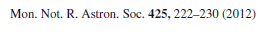 Mon. Not. R. Astron. Soc. 425, 222–230 (2012)